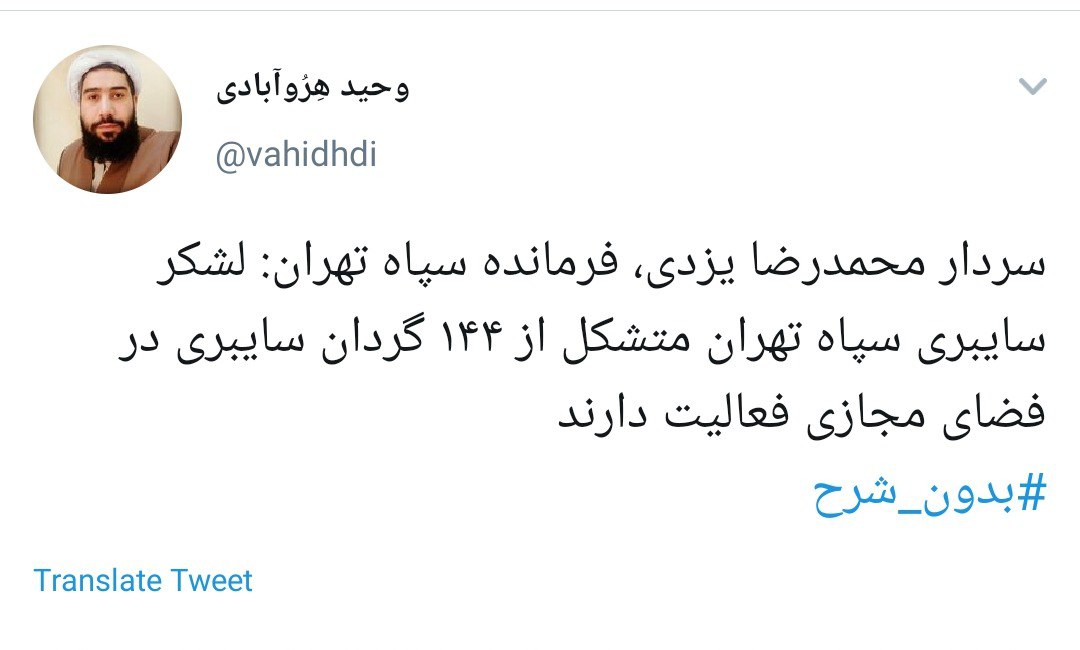 وحید هِرُوآبادی
@vahidhdi
سردار محمدرضا یزدی، فرمانده سپاه تهران: لشکر
سایبری سپاه تهران متشکل از ۱۴۴ گردان سایبری در
فضای مجازی فعالیت دارند
#بدون_شرح
Translate Tweet